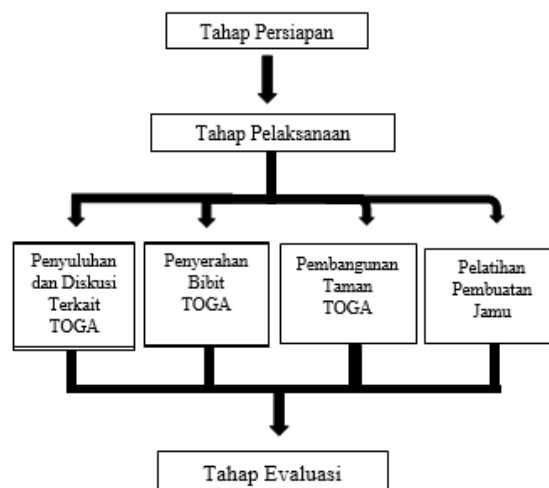 Tahap Persiapan
Tahap Pelaksanaan
Penyuluhan
dan Diskusi
Terkait
TOGA
Penyerahan
Bibit
TOGA
Pembangunan
Taman
TOGA
Pelatihan
Pembuatan
Jamu
Tahap Evaluasi